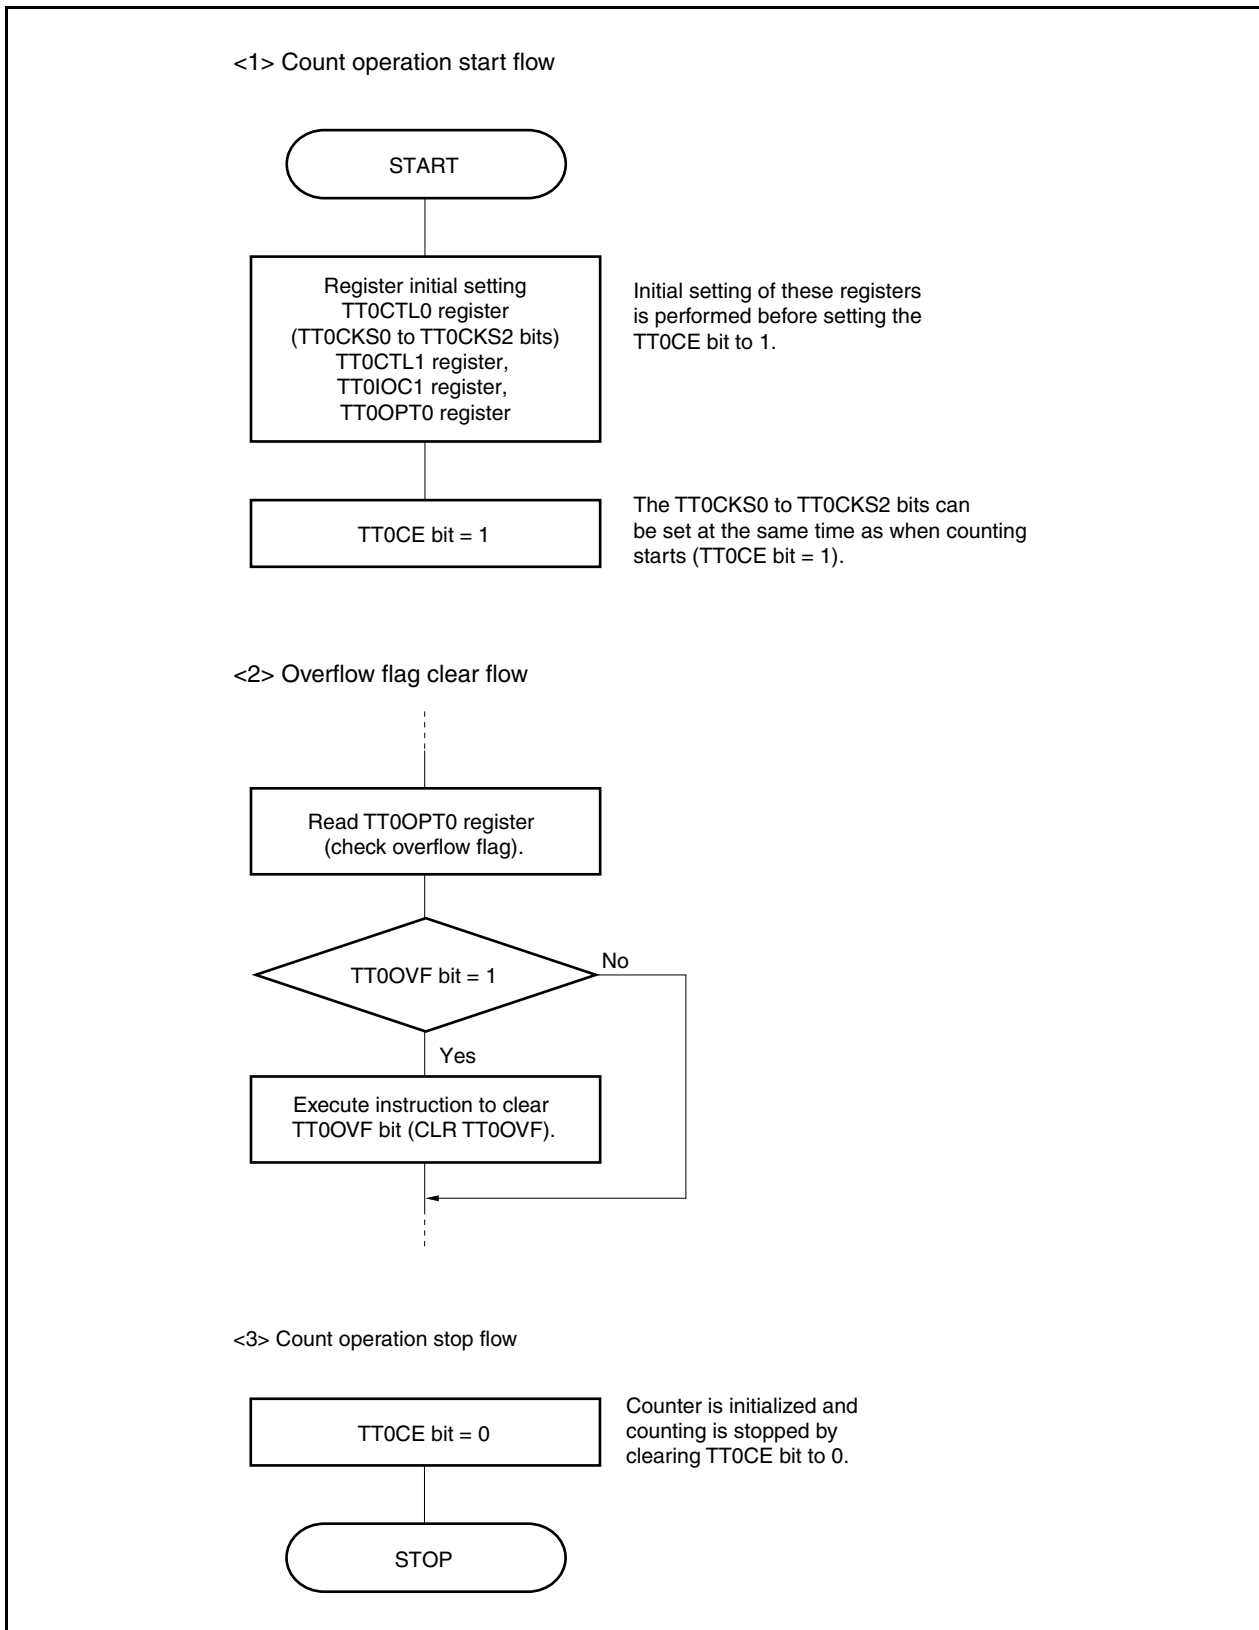 <1> Count operation start flow
START
Register initial setting
TT0CTL0 register
(TT0CKS0 to TT0CKS2 bits)
TT0CTL1 register,
TT0IOC1 register,
TT0OPT0 register
Initial setting of these registers
is performed before setting the
TT0CE bit to 1.
TT0CE bit = 1
The TT0CKS0 to TT0CKS2 bits can
be set at the same time as when counting
starts (TT0CE bit = 1).
<2> Overflow flag clear flow
Read TT0OPT0 register
(check overflow flag).
TT0OVF bit = 1
No
Yes
Execute instruction to clear
TT0OVF bit (CLR TT0OVF).
<3> Count operation stop flow
TT0CE bit = 0
Counter is initialized and
counting is stopped by
clearing TT0CE bit to 0.
STOP